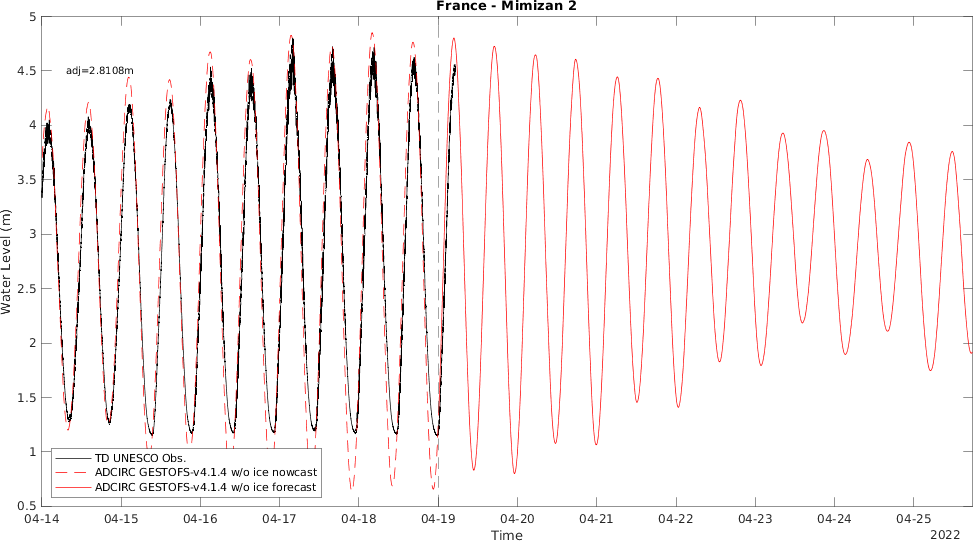 France - Mimizan 2
5
4.5
4
3.5
3
2.5
2
1.5
1
0.5
Water Level (m)
adj=2.8108m
TD UNESCO Obs.
ADCIRC GESTOFS-v4.1.4 w/o ice nowcast
ADCIRC GESTOFS-v4.1.4 w/o ice forecast
04-14 04-15 04-16 04-17 04-18 04-19 04-20 04-21 04-22 04-23 04-24 04-25
Time
2022